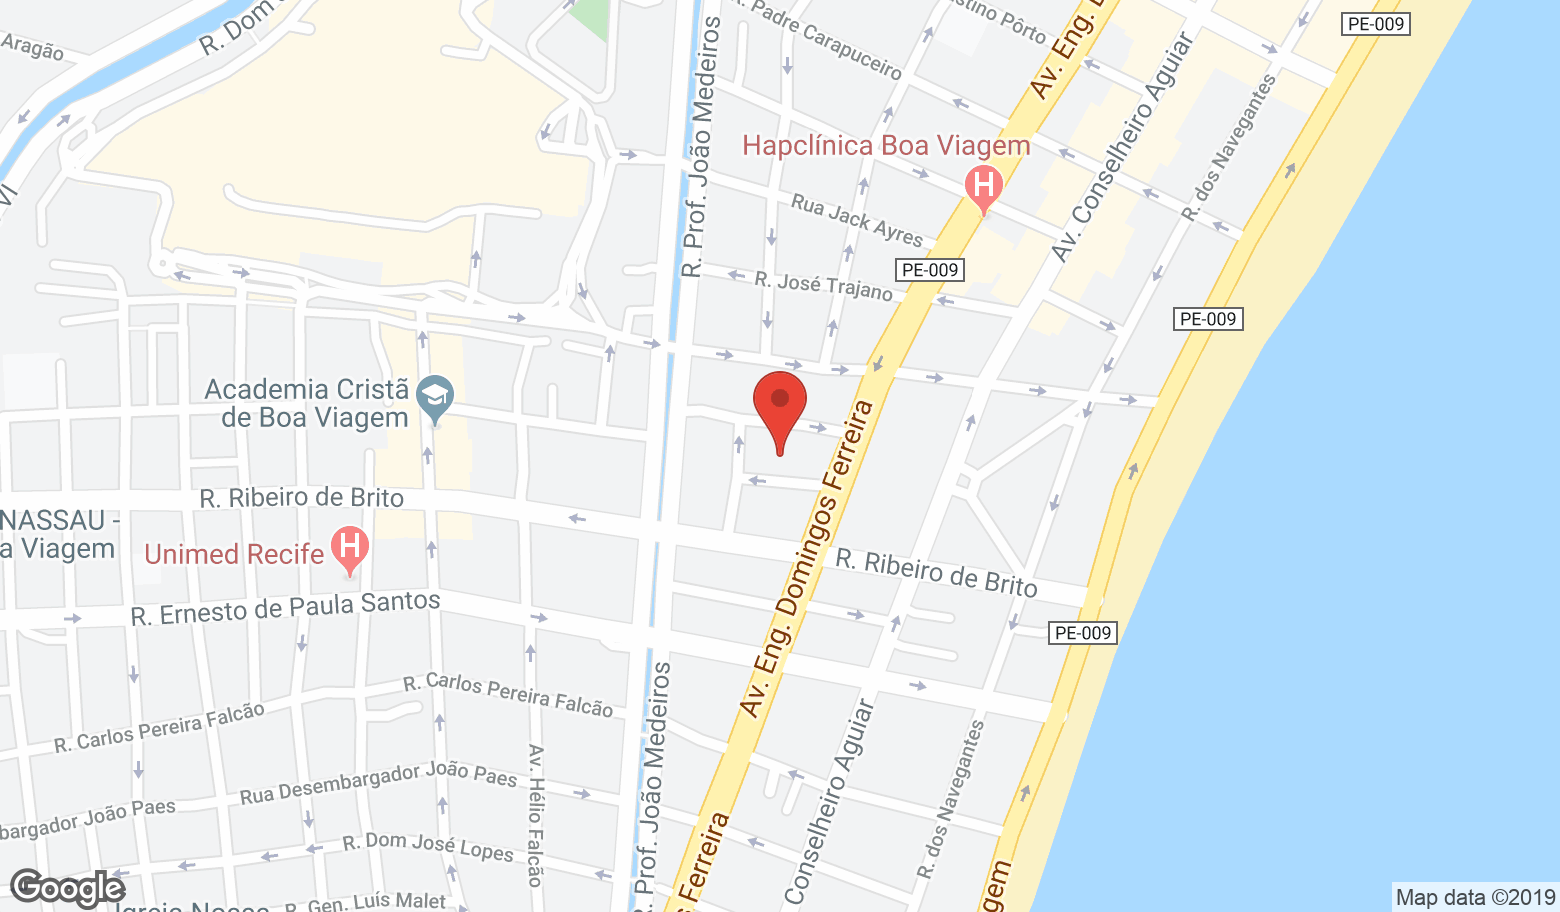 PE-009
Aragão
R. Dom
R. Padre Carapuceiro
stino Pôrto
Av. Eng.
Av. Conselheiro Aguiar
R. dos Navegantes
R. Prof. João Medeiros
Hapclínica Boa Viagem
VI
Rua Jack Ayres
PE-009
R. José Trajano
PE-009
Academia Cristã
de Boa Viagem
Av. Eng. Domingos Ferreira
R. Ribeiro de Brito
NASSAU -
a Viagem
Unimed Recife
R. Ribeiro de Brito
R. Ernesto de Paula Santos
PE-009
R. Carlos Pereira Falcão
R. Carlos Pereira Falcão
R. Prof. João Medeiros
Conselheiro Aguiar
R. dos Navegantes
Av. Hélio Falcão
Rua Desembargador João Paes
mbargador João Paes
R. Dom José Lopes
s Ferreira
gem
Google
Igreja Nossa
R. Gen. Luís Malet
Map data ©2019